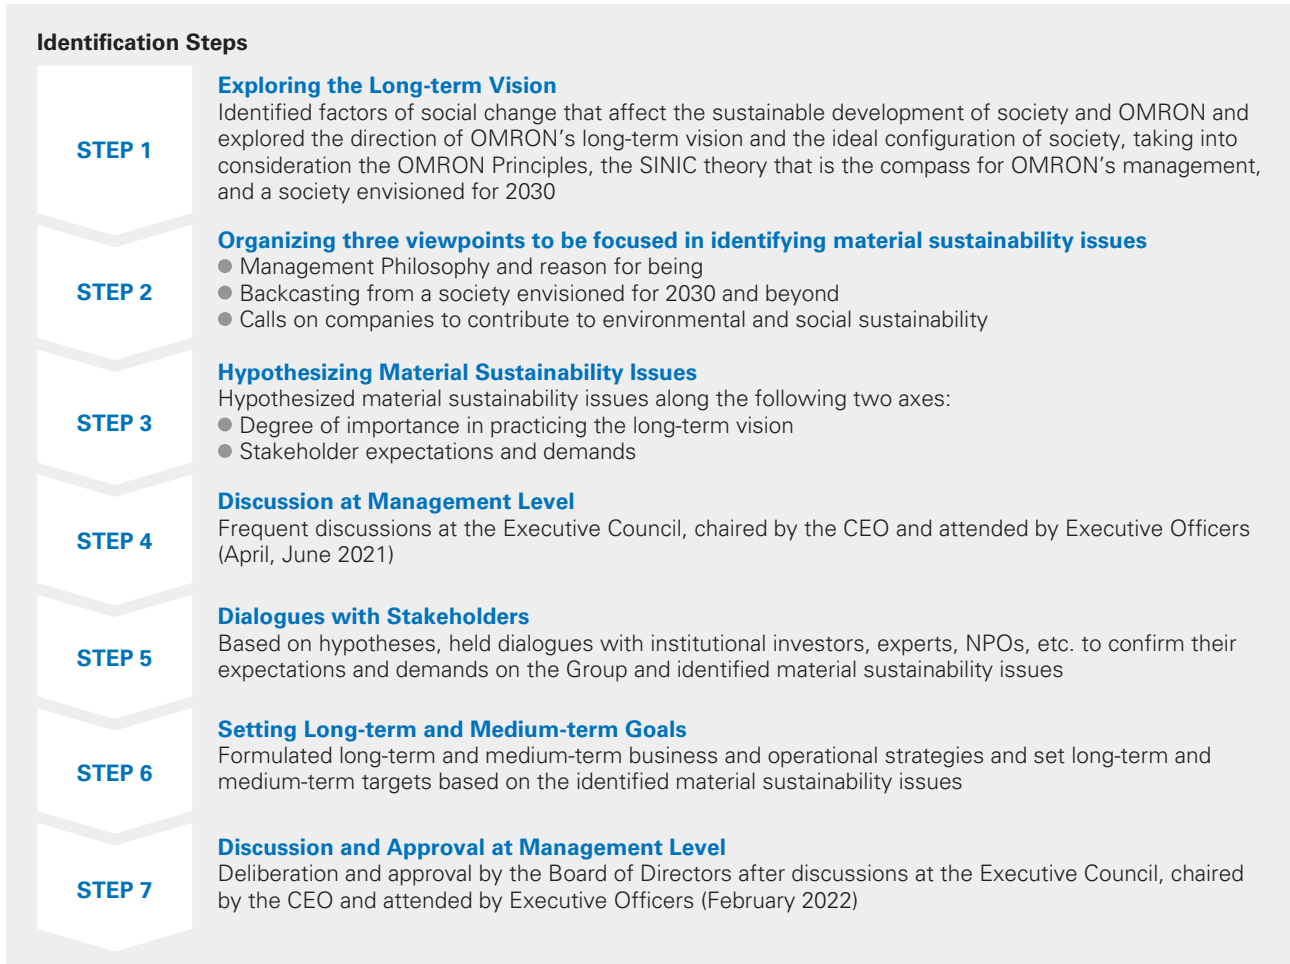 Identification Steps
STEP 1
Exploring the Long-term Vision
Identified factors of social change that affect the sustainable development of society and OMRON and
explored the direction of OMRON's long-term vision and the ideal configuration of society, taking into
consideration the OMRON Principles, the SINIC theory that is the compass for OMRON's management,
and a society envisioned for 2030
STEP 2
Organizing three viewpoints to be focused in identifying material sustainability issues
● Management Philosophy and reason for being
● Backcasting from a society envisioned for 2030 and beyond
● Calls on companies to contribute to environmental and social sustainability
STEP 3
Hypothesizing Material Sustainability Issues
Hypothesized material sustainability issues along the following two axes:
● Degree of importance in practicing the long-term vision
● Stakeholder expectations and demands
STEP 4
Discussion at Management Level
Frequent discussions at the Executive Council, chaired by the CEO and attended by Executive Officers
(April, June 2021)
STEP 5
Dialogues with Stakeholders
Based on hypotheses, held dialogues with institutional investors, experts, NPOs, etc. to confirm their
expectations and demands on the Group and identified material sustainability issues
STEP 6
Setting Long-term and Medium-term Goals
Formulated long-term and medium-term business and operational strategies and set long-term and
medium-term targets based on the identified material sustainability issues
STEP 7
Discussion and Approval at Management Level
Deliberation and approval by the Board of Directors after discussions at the Executive Council, chaired
by the CEO and attended by Executive Officers (February 2022)